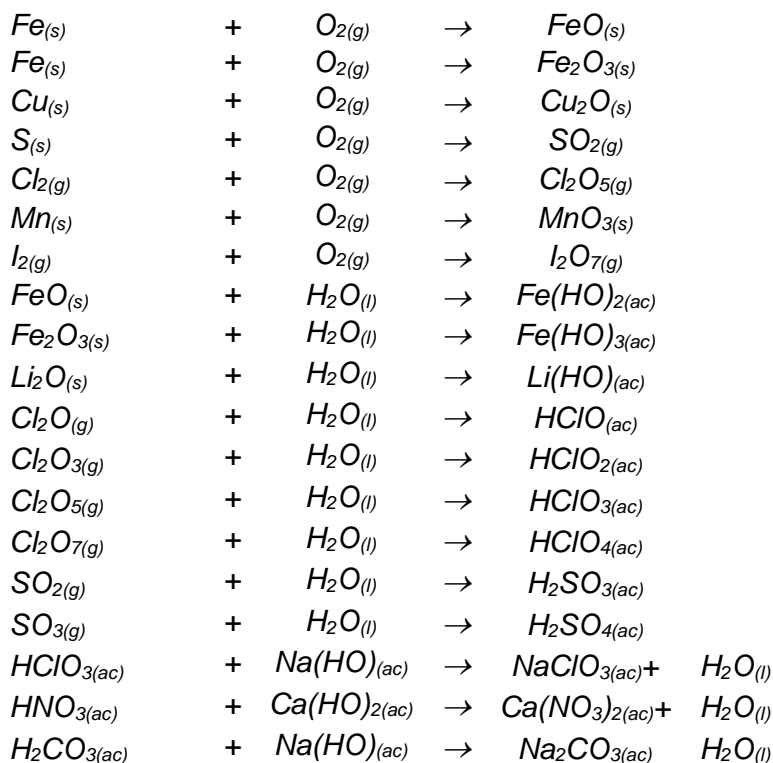 Fe(s) + O2(g) → FeO(s)
Fe(s) + O2(g) → Fe2O3(s)
Cu(s) + O2(g) → Cu2O(s)
S(s) + O2(g) → SO2(g)
Cl2(g) + O2(g) → Cl2O5(g)
Mn(s) + O2(g) → MnO3(s)
I2(g) + O2(g) → I2O7(g)
FeO(s) + H2O(l) → Fe(HO)2(ac)
Fe2O3(s) + H2O(l) → Fe(HO)3(ac)
Li2O(s) + H2O(l) → Li(HO)(ac)
Cl2O(g) + H2O(l) → HClO(ac)
Cl2O3(g) + H2O(l) → HClO2(ac)
Cl2O5(g) + H2O(l) → HClO3(ac)
Cl2O7(g) + H2O(l) → HClO4(ac)
SO2(g) + H2O(l) → H2SO3(ac)
SO3(g) + H2O(l) → H2SO4(ac)
HClO3(ac) + Na(HO)(ac) → NaClO3(ac)+ H2O(l)
HNO3(ac) + Ca(HO)2(ac) → Ca(NO3)2(ac)+ H2O(l)
H2CO3(ac) + Na(HO)(ac) → Na2CO3(ac) H2O(l)